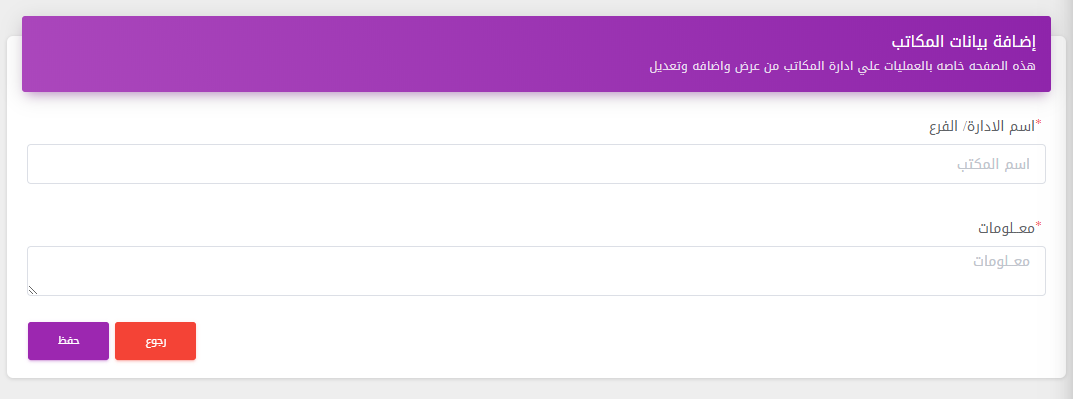 إضافة بيانات المكاتب
هذه الصفحه خاصه بالعمليات علي ادارة المكاتب من عرض واضافه وتعديل
*اسم الادارة/ الفرع
اسم المكتب
*معـلومات
معـلومات
رجوع
حفظ